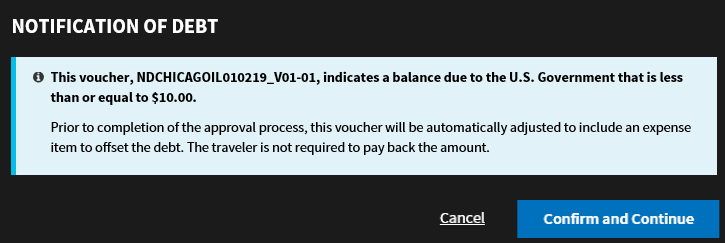 NOTIFICATION OF DEBT
This voucher, NDCHICAGOIL010219_V01-01, indicates a balance due to the U.S. Government that is less
than or equal to $10.00.
Prior to completion of the approval process, this voucher will be automatically adjusted to include an expense
item to offset the debt. The traveler is not required to pay back the amount.
Cancel Confirm and Continue